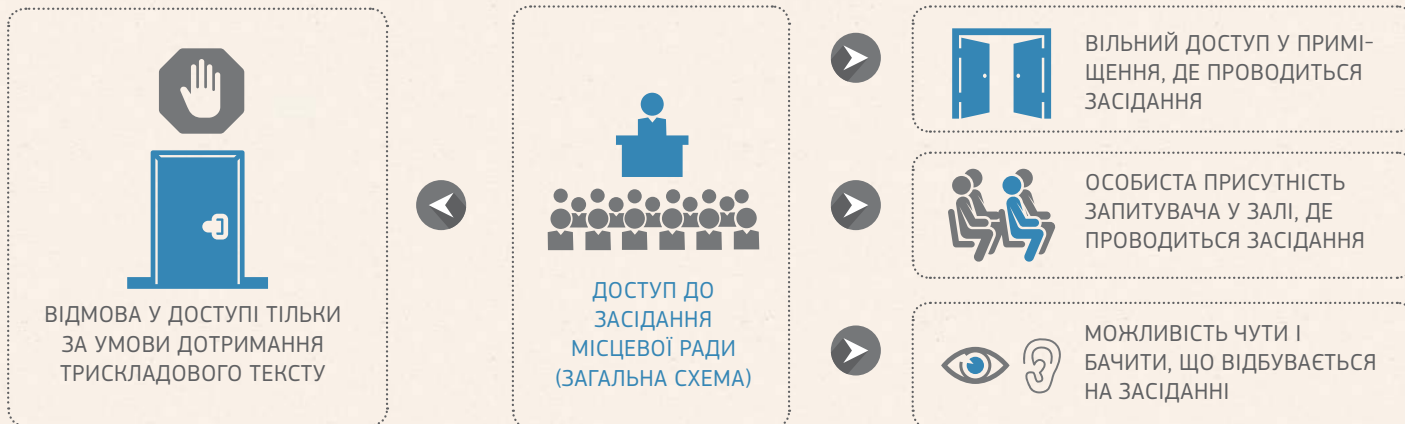 ВІДМОВА У ДОСТУПІ ТІЛЬКИ
ЗА УМОВИ ДОТРИМАННЯ
ТРИСКЛАДОВОГО ТЕКСТУ
ДОСТУП ДО
ЗАСІДАННЯ
МІСЦЕВОЇ РАДИ
(ЗАГАЛЬНА СХЕМА)
ВІЛЬНИЙ ДОСТУП У ПРИМІ-
ЩЕННЯ, ДЕ ПРОВОДИТЬСЯ
ЗАСІДАННЯ
ОСОБИСТА ПРИСУТНІСТЬ
ЗАПИТУВАЧА У ЗАЛІ, ДЕ
ПРОВОДИТЬСЯ ЗАСІДАННЯ
МОЖЛИВІСТЬ ЧУТИ І
БАЧИТИ, ЩО ВІДБУВАЄТЬСЯ
НА ЗАСІДАННІ